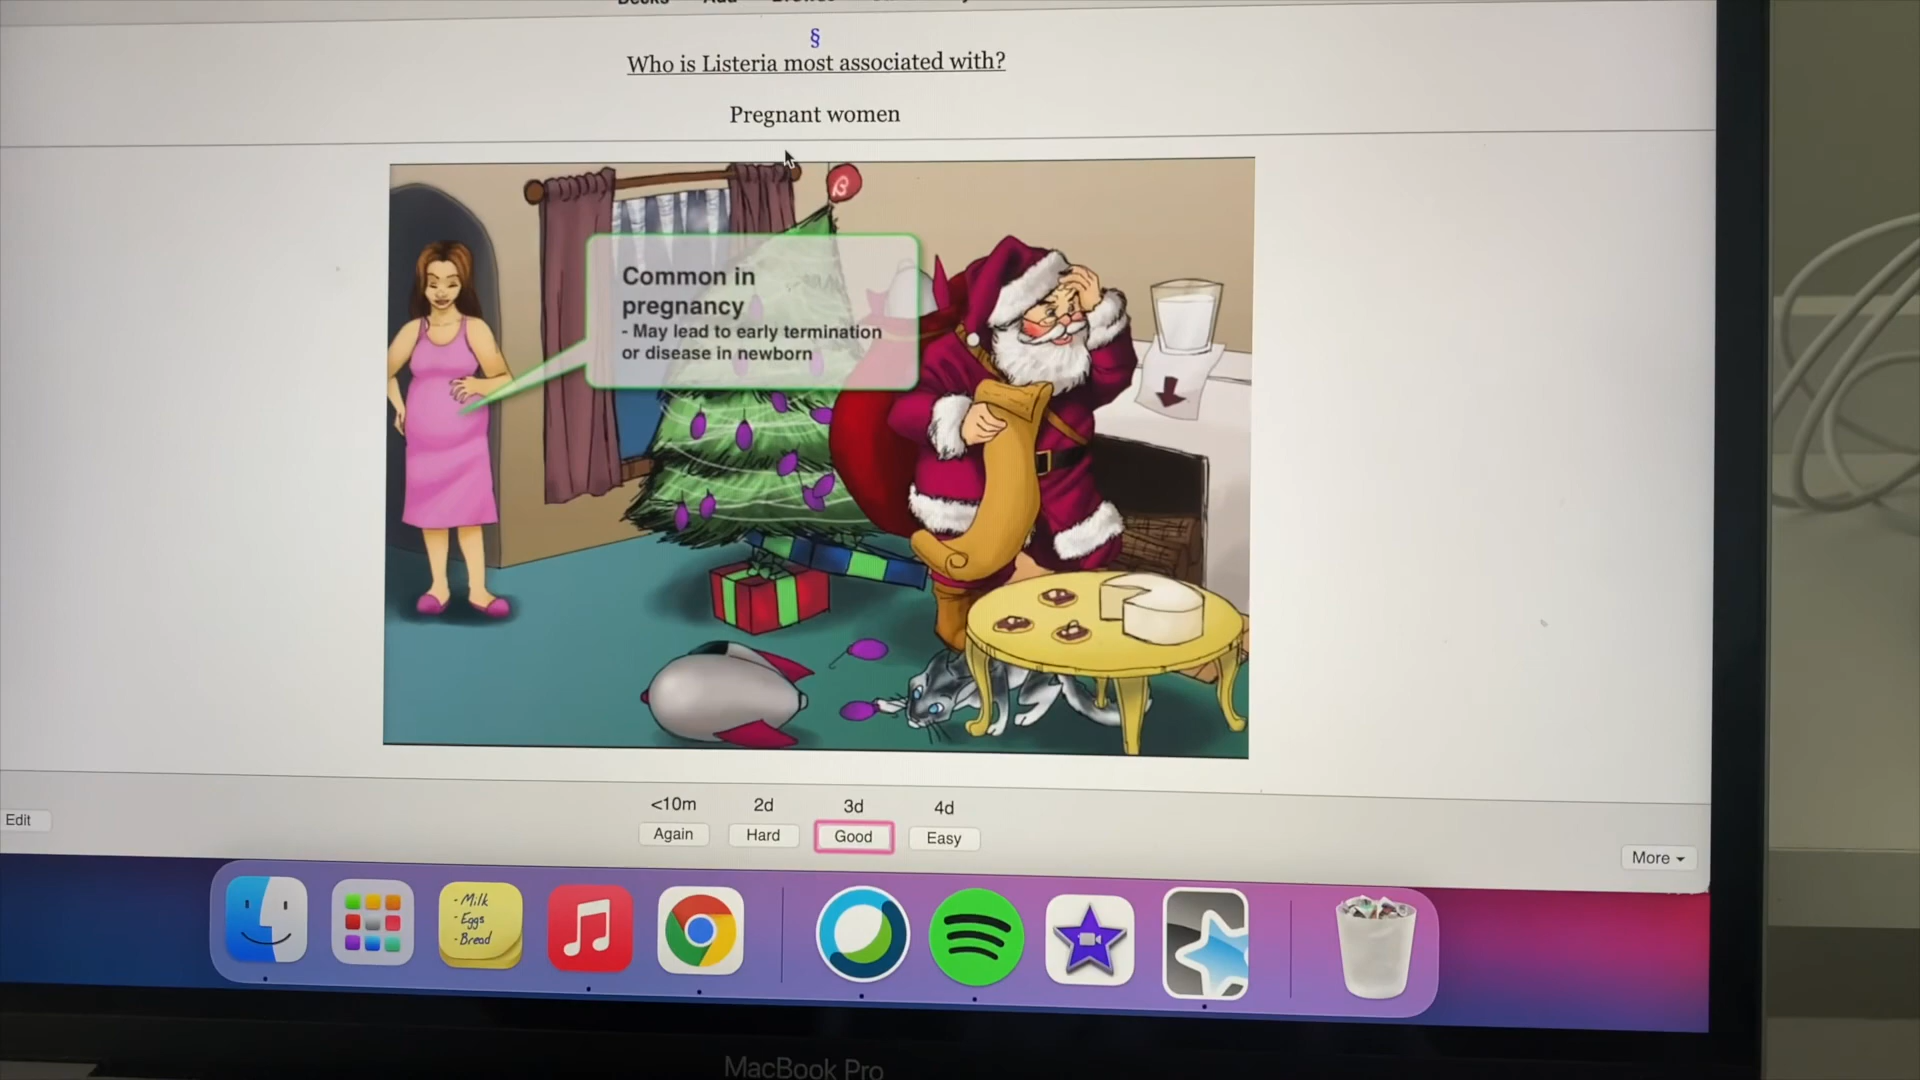 §
Who is Listeria most associated with?
Pregnant women
β
Common in
pregnancy
- May lead to early termination
or disease in newborn
<10m 2d 3d 4d
Edit Again Hard Good Easy More
- Milk
- Eggs
- Bread
MacBook Pro